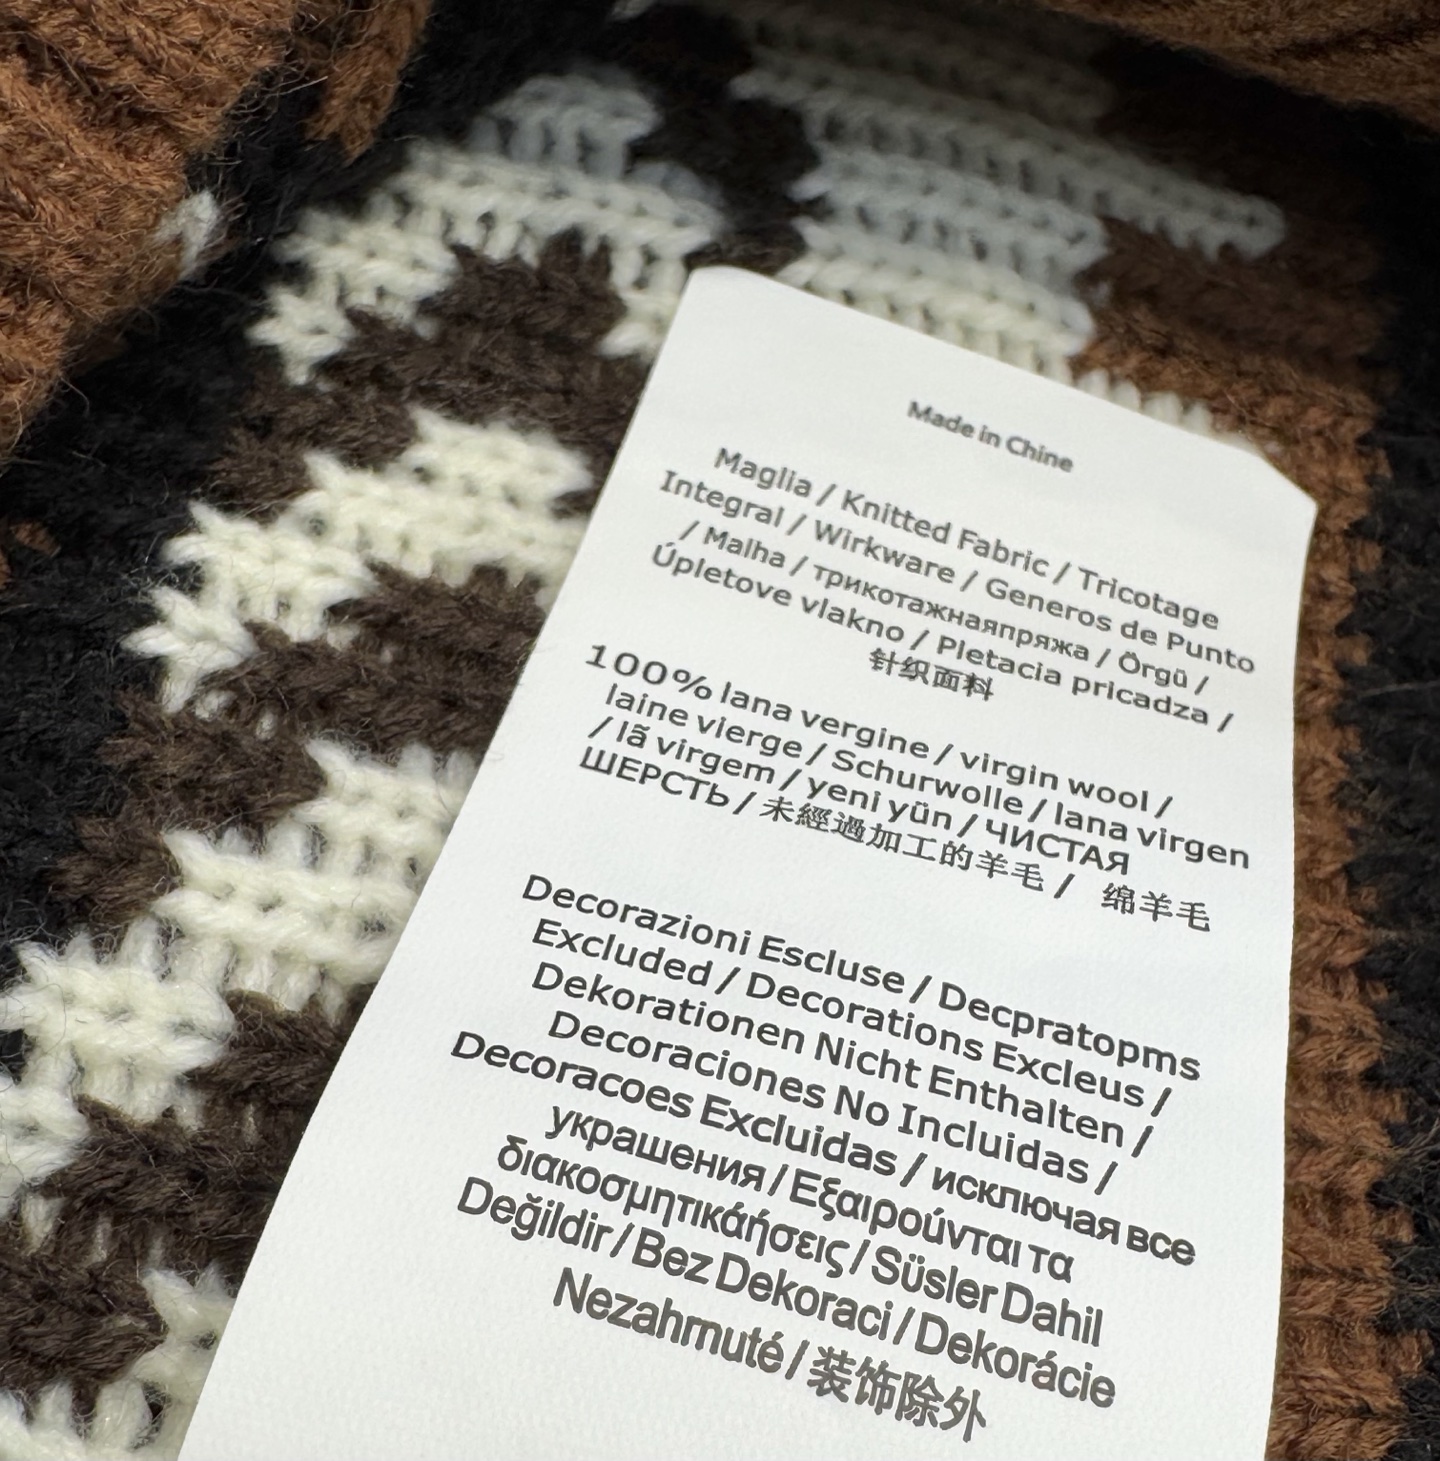 Made in Chine
Maglia / Knitted Fabric / Tricotage
Integral / Wirkware / Generos de Punto
/ Malha / трикотажнаяпряжа / Örgü /
Úpletove vlakno / Pletacia pricadza /
针织面料
100% lana vergine / virgin wool /
laine vierge / Schurwolle / lana virgen
/ lã virgem / yeni yün / ЧИСТАЯ
ШЕРСТЬ / 未經過加工的羊毛 / 绵羊毛
Decorazioni Escluse / Decpratopms
Excluded / Decorations Excleus /
Dekorationen Nicht Enthalten /
Decoraciones No Incluidas /
Decoracoes Excluidas / исключая все
украшения / Εξαιρούνται τα
διακοσμητικάήσεις / Süsler Dahil
Değildir / Bez Dekoraci / Dekorácie
Nezahrnuté / 装饰除外